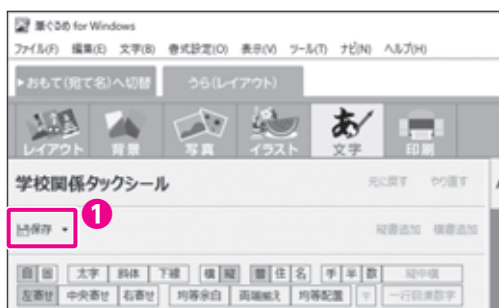 筆ぐるめ for Windows
ファイル(F) 編集(E) 文字(B) 書式設定(O) 表示(V) ツール(T) ナビ(N) ヘルプ(H)
▸おもて(宛て名)へ切替 うら(レイアウト)
レイアウト 背景 写真 イラスト 文字 印刷
学校関係タックシール 元に戻す やり直す
保存 1 縦書追加 横書追加
自 固 太字 斜体 下線 横 縦 普 住 名 手 半 数 縦中横
左寄せ 中央寄せ 右寄せ 均等余白 両端揃え 均等配置 一行目漢数字